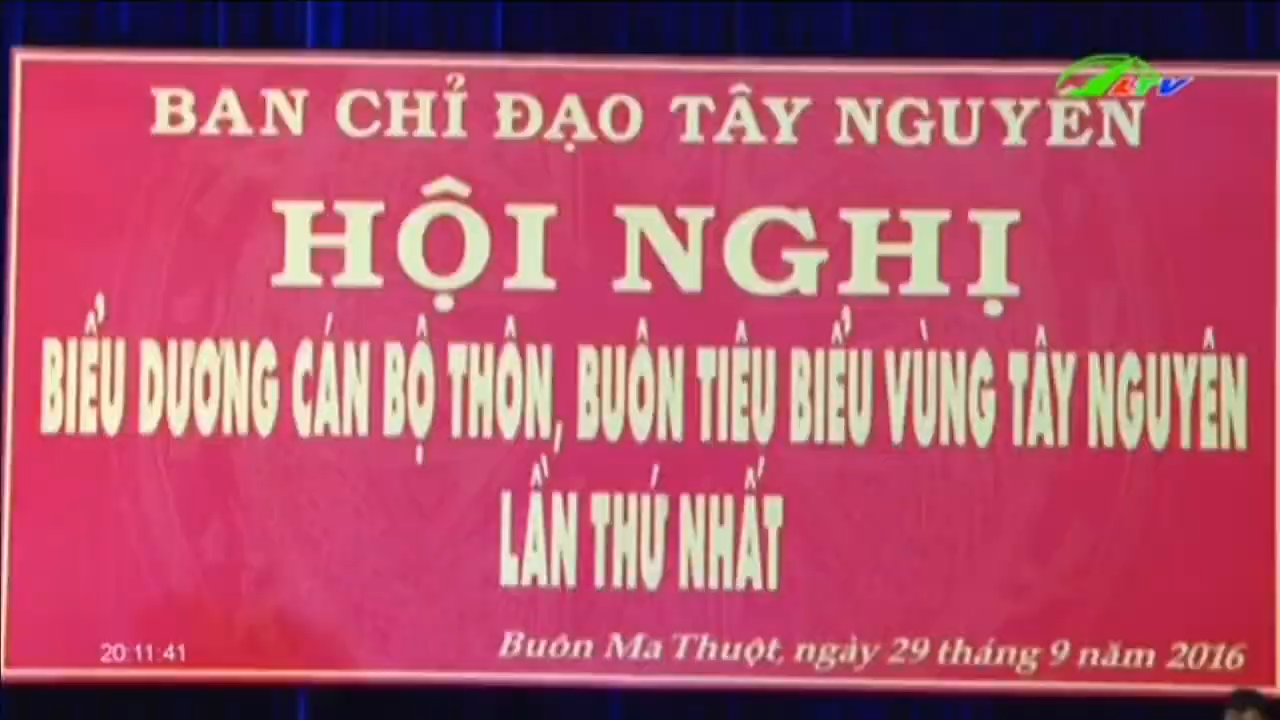 LTV
BAN CHỈ ĐẠO TÂY NGUYÊN
HỘI NGHỊ
BIỂU DƯƠNG CÁN BỘ THÔN, BUÔN TIÊU BIỂU VÙNG TÂY NGUYÊN
LẦN THỨ NHẤT
Buôn Ma Thuột, ngày 29 tháng 9 năm 2016
20:11:41